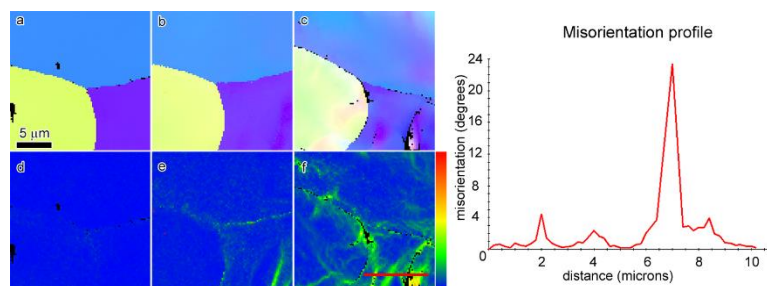 a
b
c
5 μm
d
e
f
Misorientation profile
misorientation (degrees)
24
20
16
12
8
4
0
2
4
6
8
10
distance (microns)